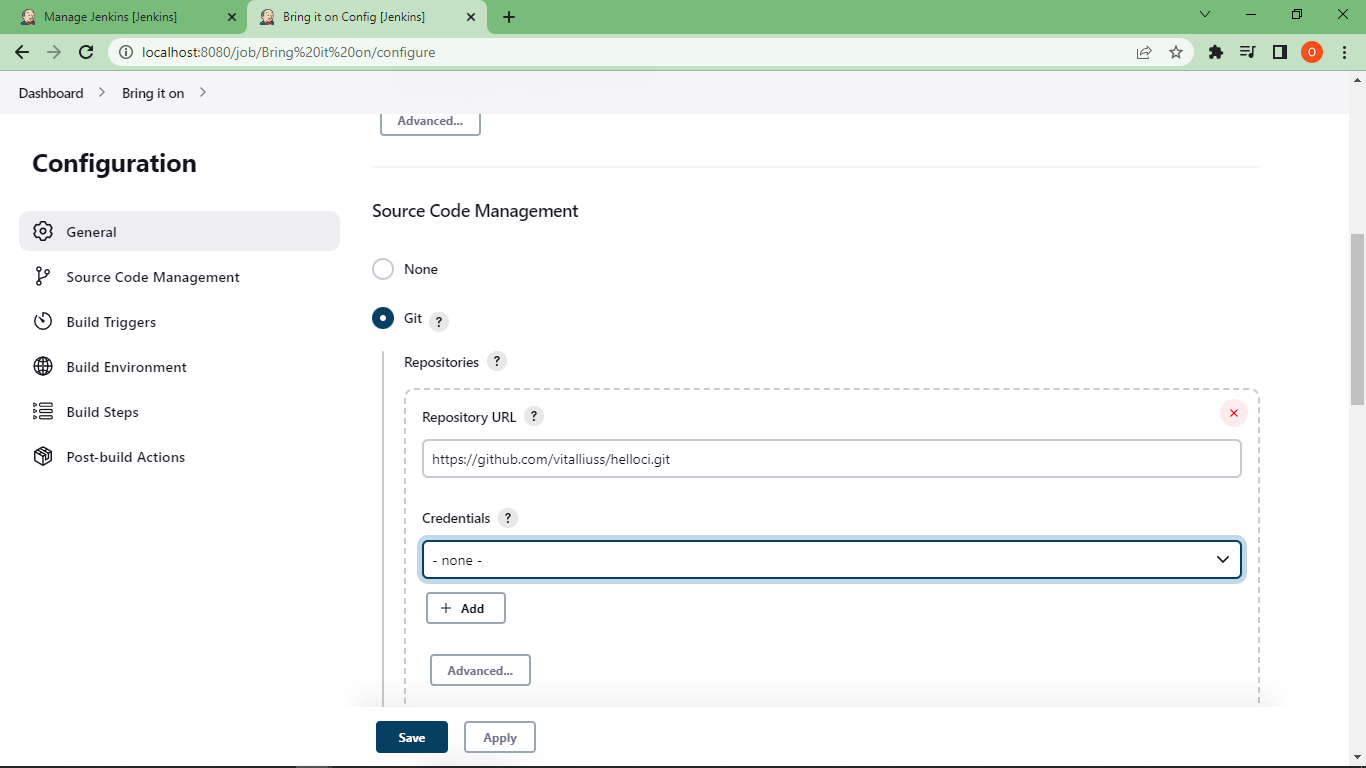 Manage Jenkins [Jenkins]
Bring it on Config [Jenkins]
localhost:8080/job/Bring%20it%20on/configure
O
Dashboard
Bring it on
Advanced...
Configuration
General
Source Code Management
Build Triggers
Build Environment
Build Steps
Post-build Actions
Source Code Management
None
Git ?
Repositories ?
Repository URL ?
https://github.com/vitalliuss/helloci.git
Credentials ?
- none -
+ Add
Advanced...
Save
Apply